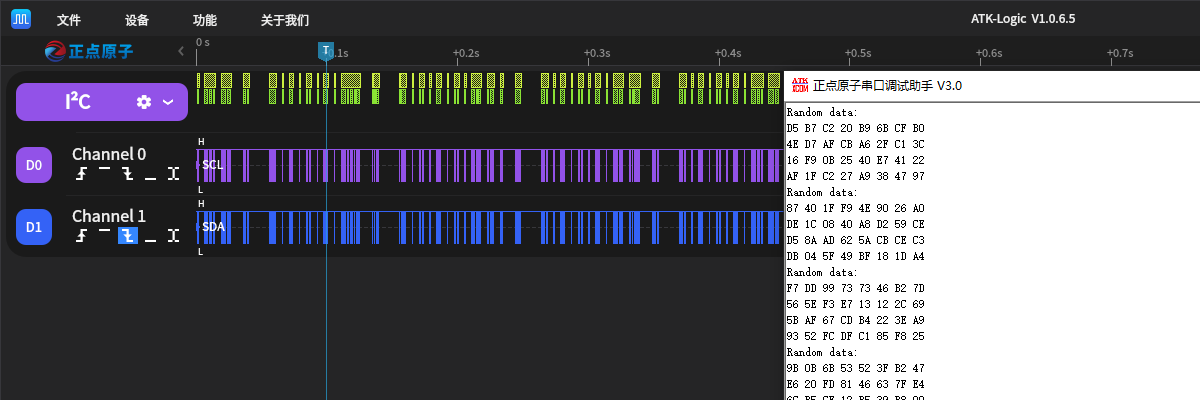 文件 设备 功能 关于我们 ATK-Logic V1.0.6.5
正点原子 0 s T +0.1s +0.2s +0.3s +0.4s +0.5s +0.6s +0.7s
I²C
D0 Channel 0 H SCL L
D1 Channel 1 H SDA L
ATK XCOM 正点原子串口调试助手 V3.0
Random data:
D5 B7 C2 20 B9 6B CF B0
4E D7 AF CB A6 2F C1 3C
16 F9 0B 25 40 E7 41 22
AF 1F C2 27 A9 38 47 97
Random data:
87 40 1F F9 4E 90 26 A0
DE 1C 08 40 A8 D2 59 CE
D5 8A AD 62 5A CB CE C3
DB 04 5F 49 BF 18 1D A4
Random data:
F7 DD 99 73 73 46 B2 7D
56 5E F3 E7 13 12 2C 69
5B AF 67 CD B4 22 3E A9
93 52 FC DF C1 85 F8 25
Random data:
9B 0B 6B 53 52 3F B2 47
E6 20 FD 81 46 63 7F E4